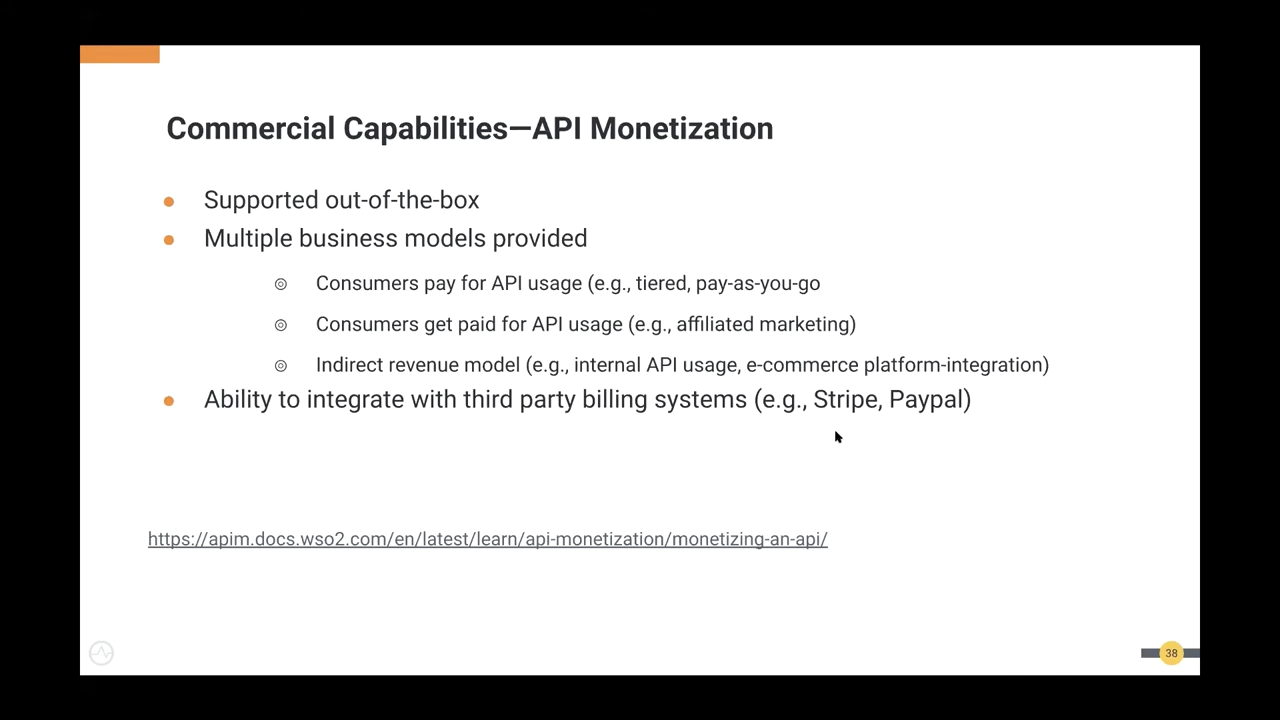 Commercial Capabilities—API Monetization
Supported out-of-the-box
Multiple business models provided
Consumers pay for API usage (e.g., tiered, pay-as-you-go
Consumers get paid for API usage (e.g., affiliated marketing)
Indirect revenue model (e.g., internal API usage, e-commerce platform-integration)
Ability to integrate with third party billing systems (e.g., Stripe, Paypal)
https://apim.docs.wso2.com/en/latest/learn/api-monetization/monetizing-an-api/
38